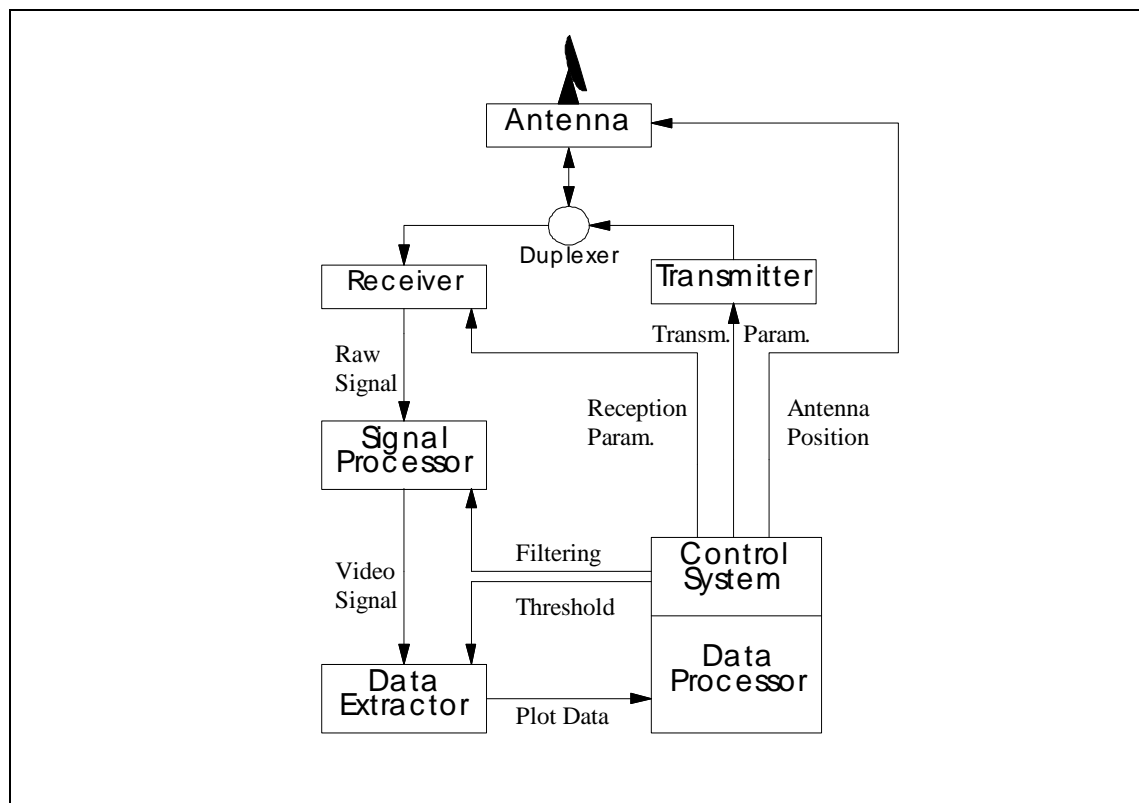 Antenna
Duplexer
Receiver
Transmitter
Transm. Param.
Raw
Signal
Reception
Param.
Antenna
Position
Signal
Processor
Filtering
Control
System
Video
Signal
Threshold
Data
Extractor
Plot Data
Data
Processor